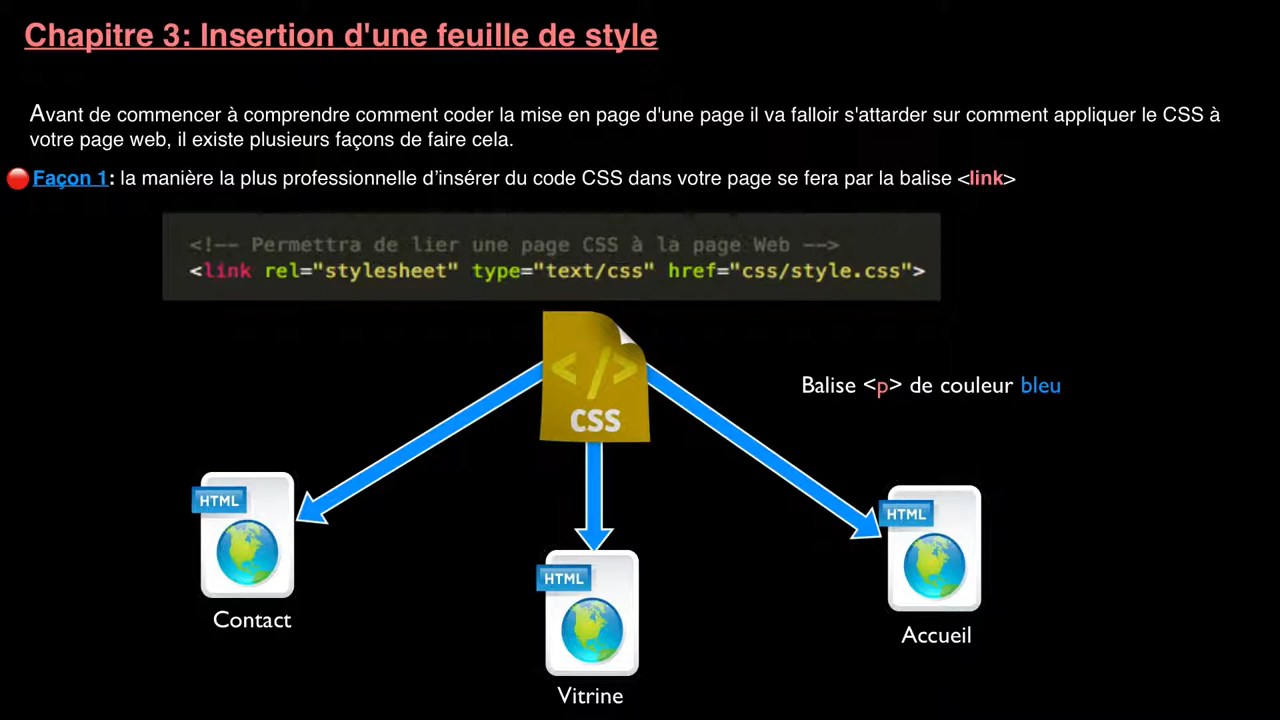 Chapitre 3: Insertion d'une feuille de style
Avant de commencer à comprendre comment coder la mise en page d'une page il va falloir s'attarder sur comment appliquer le CSS à
votre page web, il existe plusieurs façons de faire cela.
Façon 1: la manière la plus professionnelle d’insérer du code CSS dans votre page se fera par la balise <link>
<!-- Permettra de lier une page CSS à la page Web -->
<link rel="stylesheet" type="text/css" href="css/style.css">
</>
CSS
Balise <p> de couleur bleu
HTML
Contact
HTML
Vitrine
HTML
Accueil